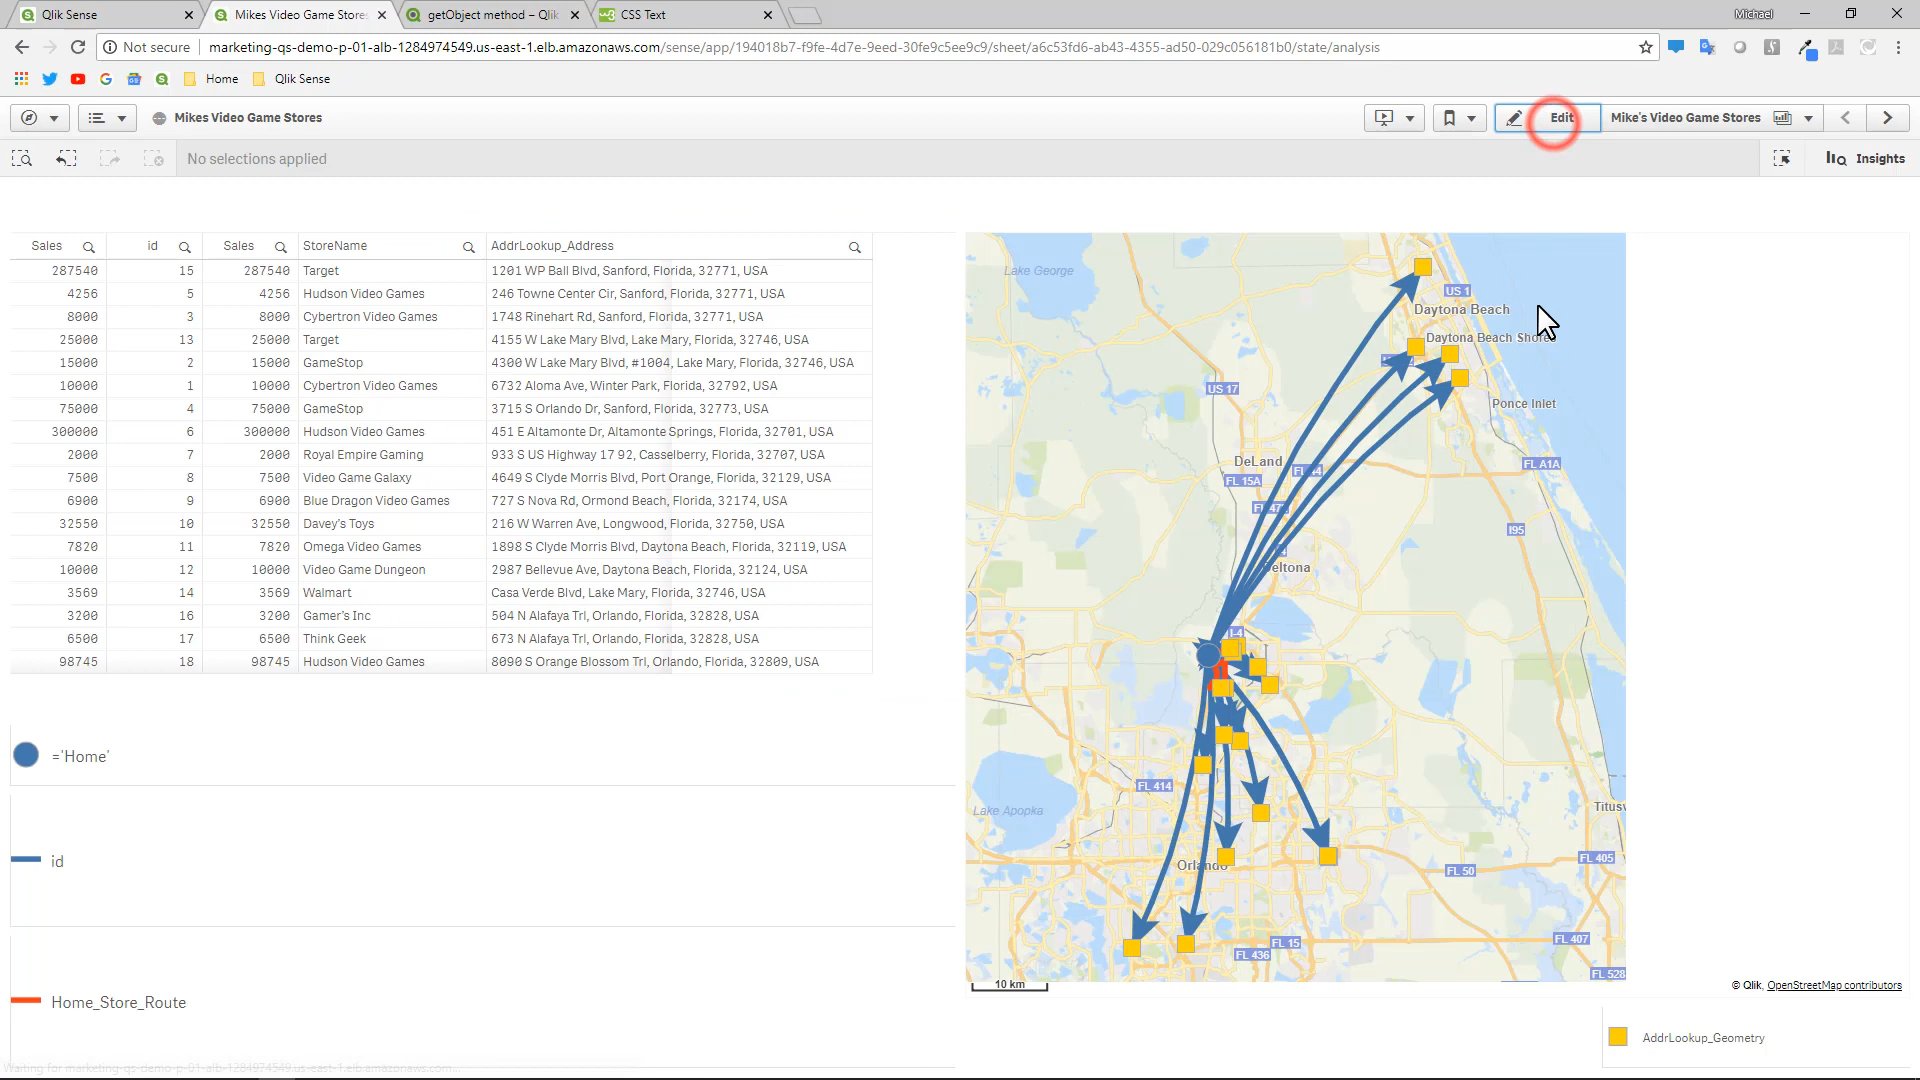 Qlik Sense
Mikes Video Game Stores
getObject method – Qlik
CSS Text
Michael
Not secure
marketing-qs-demo-p-01-alb-1284974549.us-east-1.elb.amazonaws.com/sense/app/194018b7-f9fe-4d7e-9eed-30fe9c5ee9c9/sheet/a6c53fd6-ab43-4355-ad50-029c056181b0/state/analysis
Home
Qlik Sense
Mikes Video Game Stores
Edit
Mike's Video Game Stores
No selections applied
Insights
Sales id Sales StoreName AddrLookup_Address
287540 15 287540 Target 1201 WP Ball Blvd, Sanford, Florida, 32771, USA
4256 5 4256 Hudson Video Games 246 Towne Center Cir, Sanford, Florida, 32771, USA
8000 3 8000 Cybertron Video Games 1748 Rinehart Rd, Sanford, Florida, 32771, USA
25000 13 25000 Target 4155 W Lake Mary Blvd, Lake Mary, Florida, 32746, USA
15000 2 15000 GameStop 4300 W Lake Mary Blvd, #1004, Lake Mary, Florida, 32746, USA
10000 1 10000 Cybertron Video Games 6732 Aloma Ave, Winter Park, Florida, 32792, USA
75000 4 75000 GameStop 3715 S Orlando Dr, Sanford, Florida, 32773, USA
300000 6 300000 Hudson Video Games 451 E Altamonte Dr, Altamonte Springs, Florida, 32701, USA
2000 7 2000 Royal Empire Gaming 933 S US Highway 17 92, Casselberry, Florida, 32707, USA
7500 8 7500 Video Game Galaxy 4649 S Clyde Morris Blvd, Port Orange, Florida, 32129, USA
6900 9 6900 Blue Dragon Video Games 727 S Nova Rd, Ormond Beach, Florida, 32174, USA
32550 10 32550 Davey's Toys 216 W Warren Ave, Longwood, Florida, 32750, USA
7820 11 7820 Omega Video Games 1898 S Clyde Morris Blvd, Daytona Beach, Florida, 32119, USA
10000 12 10000 Video Game Dungeon 2987 Bellevue Ave, Daytona Beach, Florida, 32124, USA
3569 14 3569 Walmart Casa Verde Blvd, Lake Mary, Florida, 32746, USA
3200 16 3200 Gamer's Inc 504 N Alafaya Trl, Orlando, Florida, 32828, USA
6500 17 6500 Think Geek 673 N Alafaya Trl, Orlando, Florida, 32828, USA
98745 18 98745 Hudson Video Games 8090 S Orange Blossom Trl, Orlando, Florida, 32809, USA
='Home'
id
Home_Store_Route
Waiting for marketing-qs-demo-p-01-alb-1284974549.us-east-1.elb.amazonaws.com...
Lake George
US 1
Daytona Beach
Daytona Beach Shores
US 17
Ponce Inlet
DeLand
FL A1A
FL 15A
I95
Deltona
I-4
FL 414
Lake Apopka
Orlando
FL 405
FL 50
FL 407
FL 15
FL 436
FL 528
10 km
© Qlik, OpenStreetMap contributors
AddrLookup_Geometry